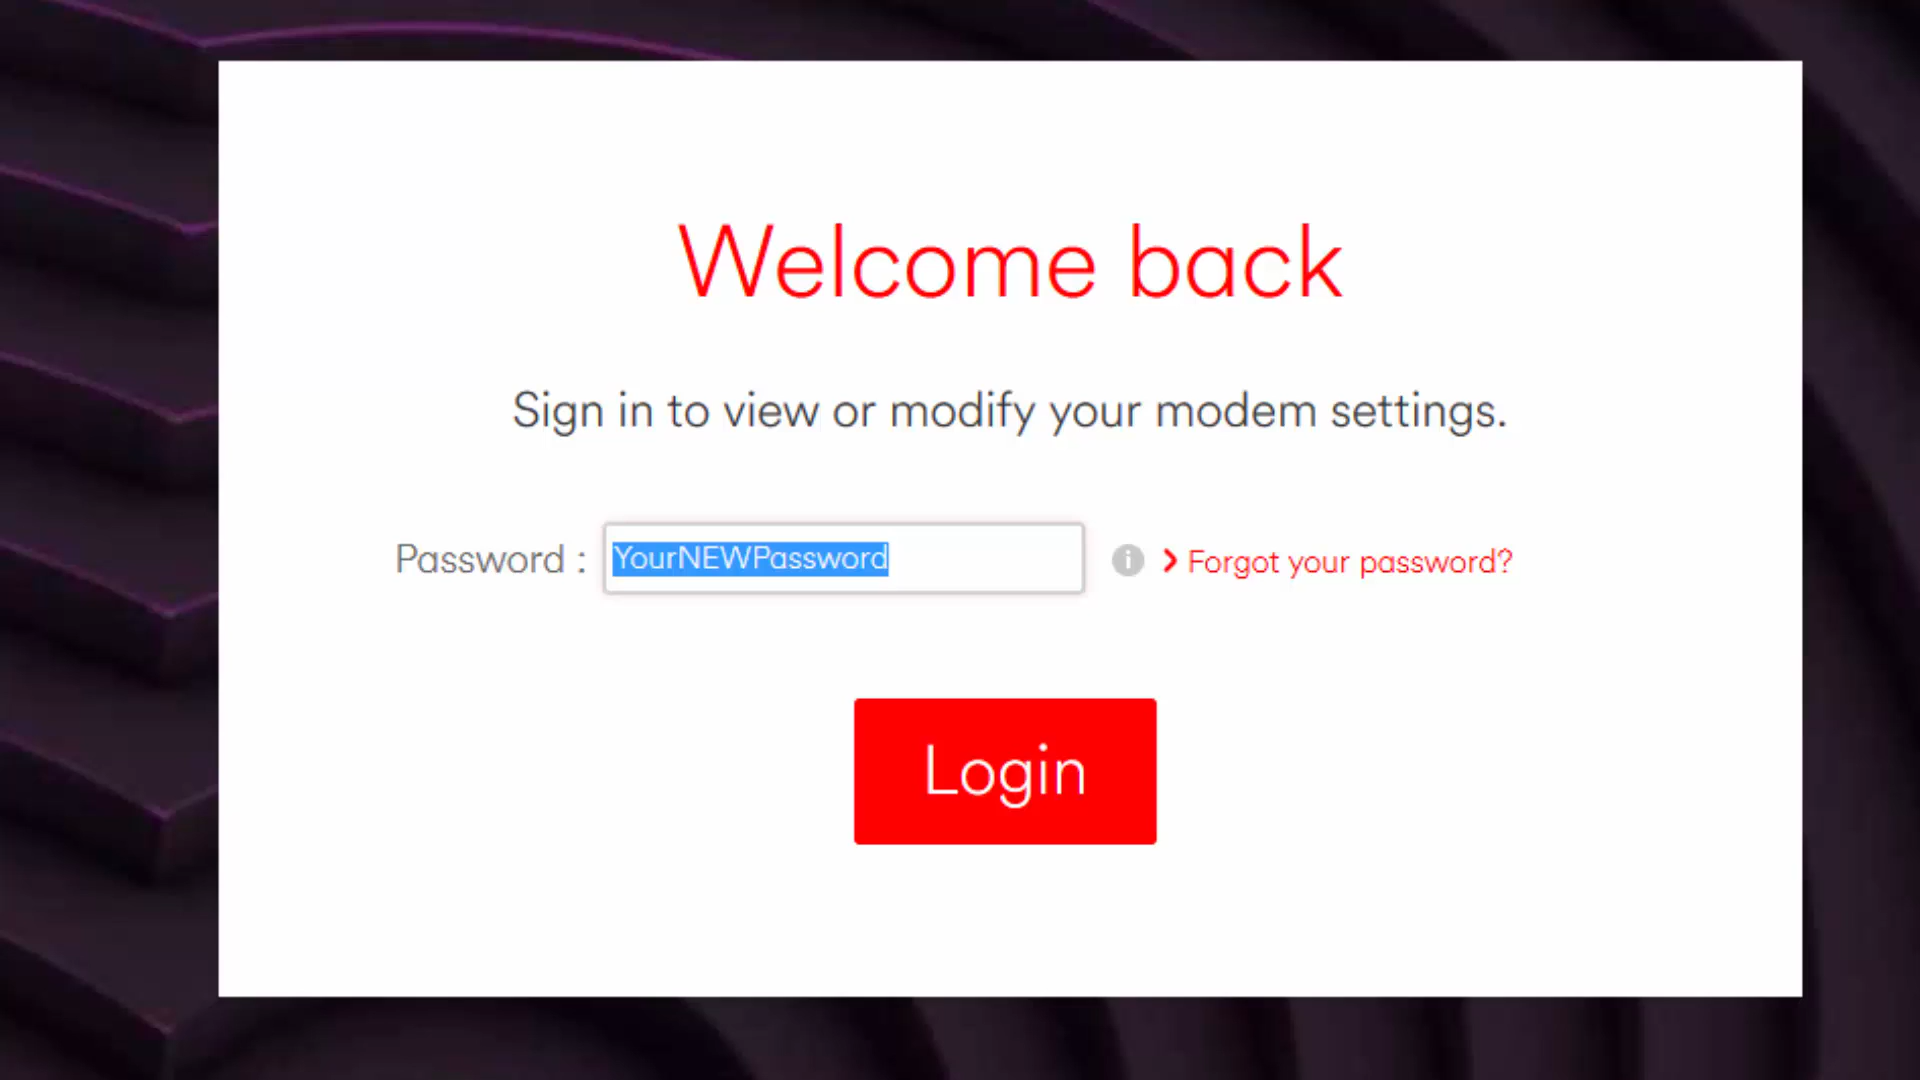 Welcome back
Sign in to view or modify your modem settings.
Password : YourNEWPassword i > Forgot your password?
Login